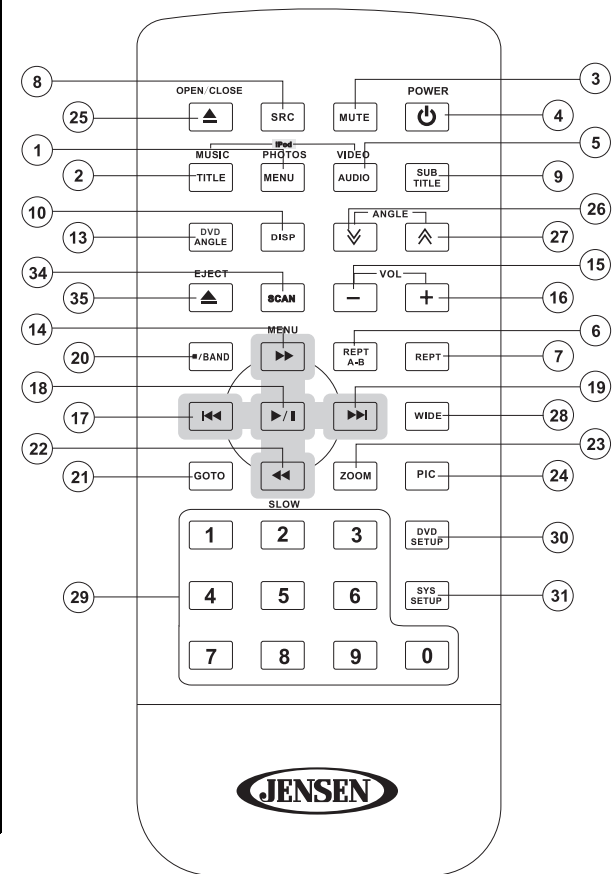 8
3
OPEN/CLOSE
POWER
25
SRC
MUTE
4
1
iPod
5
MUSIC
PHOTOS
VIDEO
2
TITLE
MENU
AUDIO
SUB
TITLE
9
10
26
ANGLE
13
DVD
ANGLE
DISP
27
34
15
EJECT
VOL
35
SCAN
−
+
16
14
6
MENU
20
■/BAND
REPT
A-B
REPT
7
18
19
17
WIDE
28
22
23
21
GOTO
ZOOM
PIC
24
SLOW
1 2 3
DVD
SETUP
30
29
4 5 6
SYS
SETUP
31
7 8 9 0
JENSEN